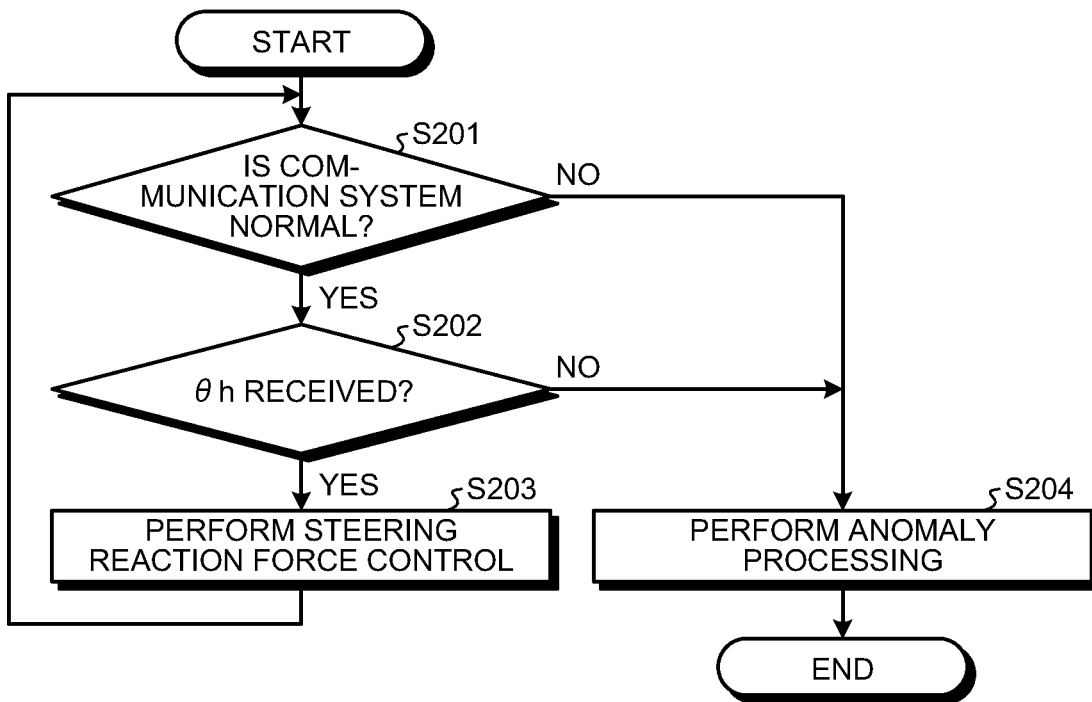 START
S201
IS COM-
MUNICATION SYSTEM
NORMAL?
NO
YES
S202
θh RECEIVED?
NO
YES
S203
PERFORM STEERING
REACTION FORCE CONTROL
S204
PERFORM ANOMALY
PROCESSING
END